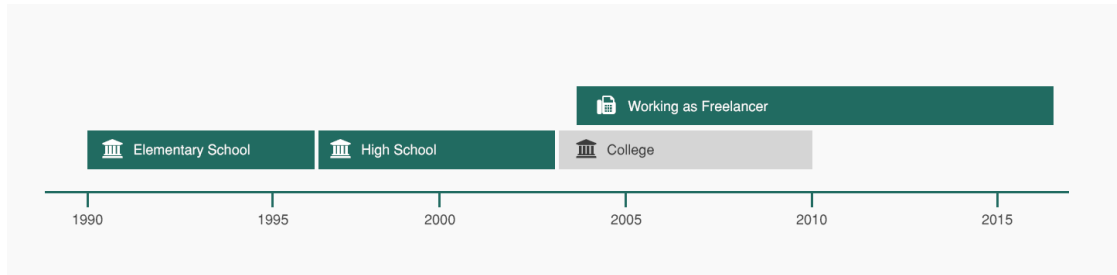 Working as Freelancer
Elementary School
High School
College
1990
1995
2000
2005
2010
2015